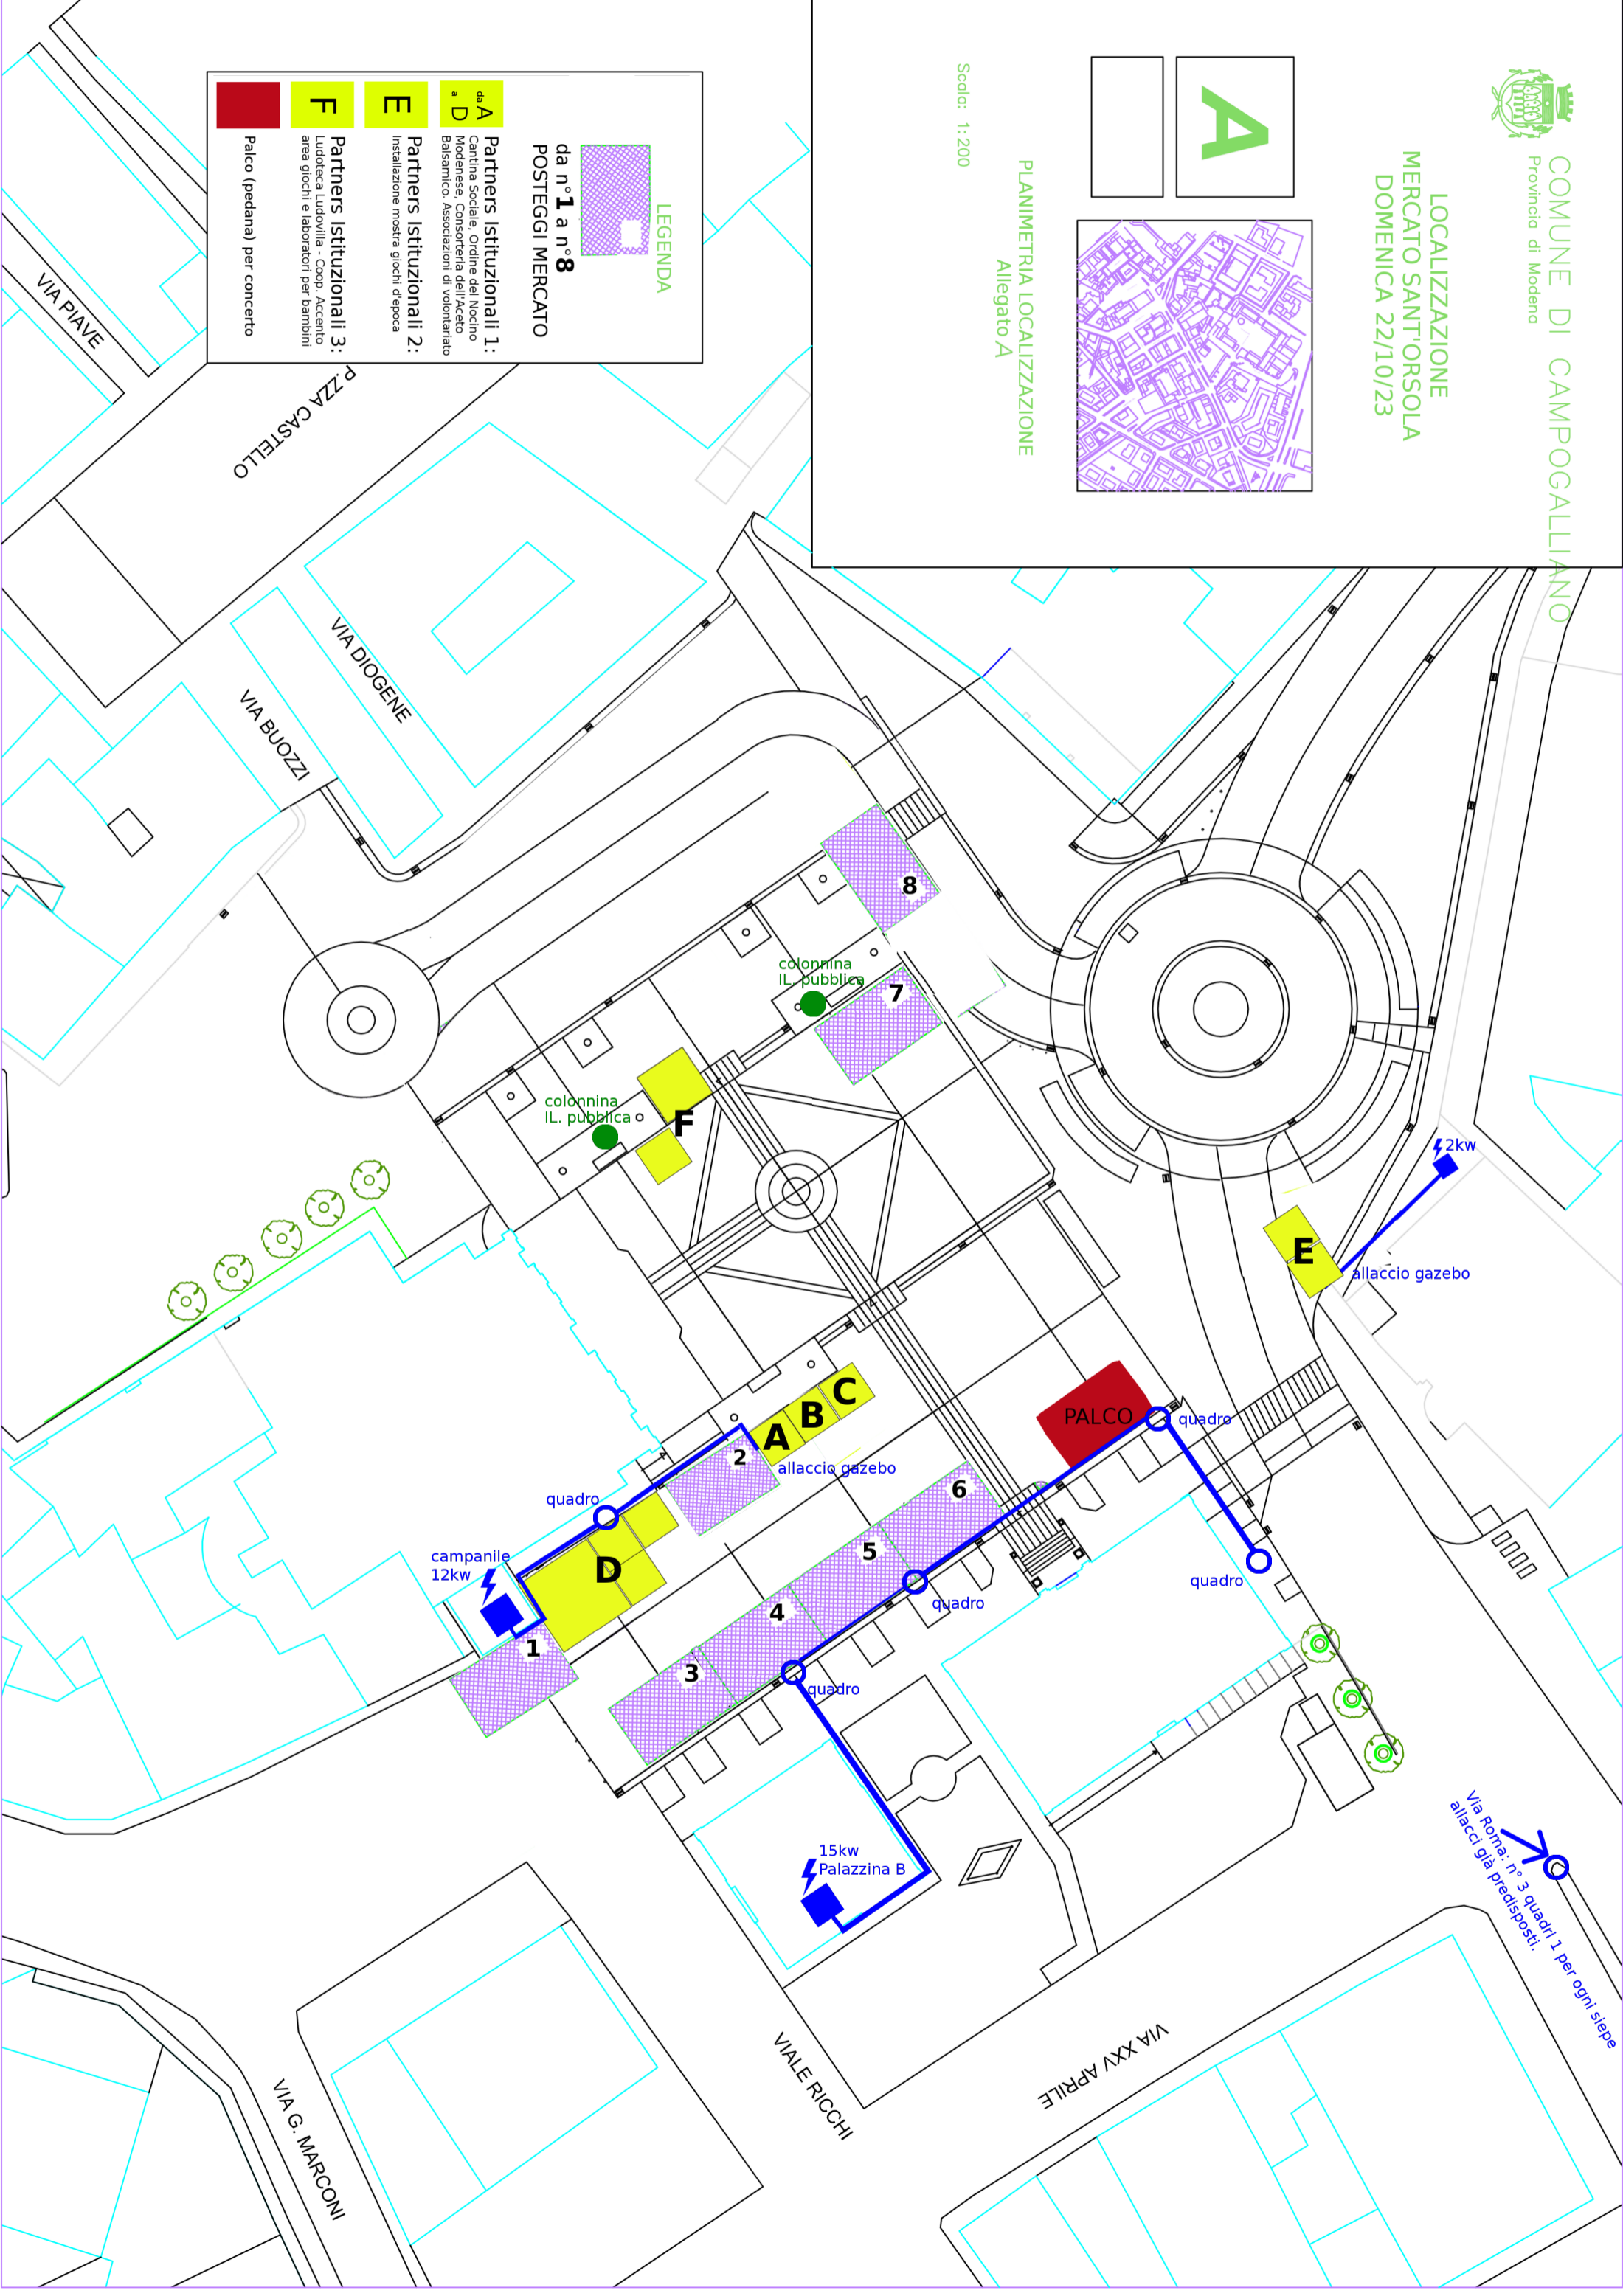 COMUNE DI CAMPOGALLIANO
Provincia di Modena
LOCALIZZAZIONE
MERCATO SANT'ORSOLA
DOMENICA 22/10/23
A
PLANIMETRIA LOCALIZZAZIONE
Allegato A
Scala: 1:200
LEGENDA
da n°1 a n°8
POSTEGGI MERCATO
da A
a D
Partners Istituzionali 1:
Cantina Sociale, Ordine del Nocino
Modenese, Consorteria dell'Aceto
Balsamico. Associazioni di volontariato
E
Partners Istituzionali 2:
Installazione mostra giochi d'epoca
F
Partners Istituzionali 3:
Ludoteca Ludovilla - Coop. Accento
area giochi e laboratori per bambini
Palco (pedana) per concerto
VIA PIAVE
P.ZZA CASTELLO
VIA DIOGENE
VIA BUOZZI
8
colonnina
IL. pubblica
7
colonnina
IL. pubblica
F
2kw
E
allaccio gazebo
C
B
A
PALCO
quadro
2
allaccio gazebo
6
quadro
5
campanile
12kw
D
quadro
quadro
4
1
3
quadro
15kw
Palazzina B
Via Roma: n° 3 quadri 1 per ogni siepe
allacci già predisposti.
VIALE RICCHI
VIA XXV APRILE
VIA G. MARCONI